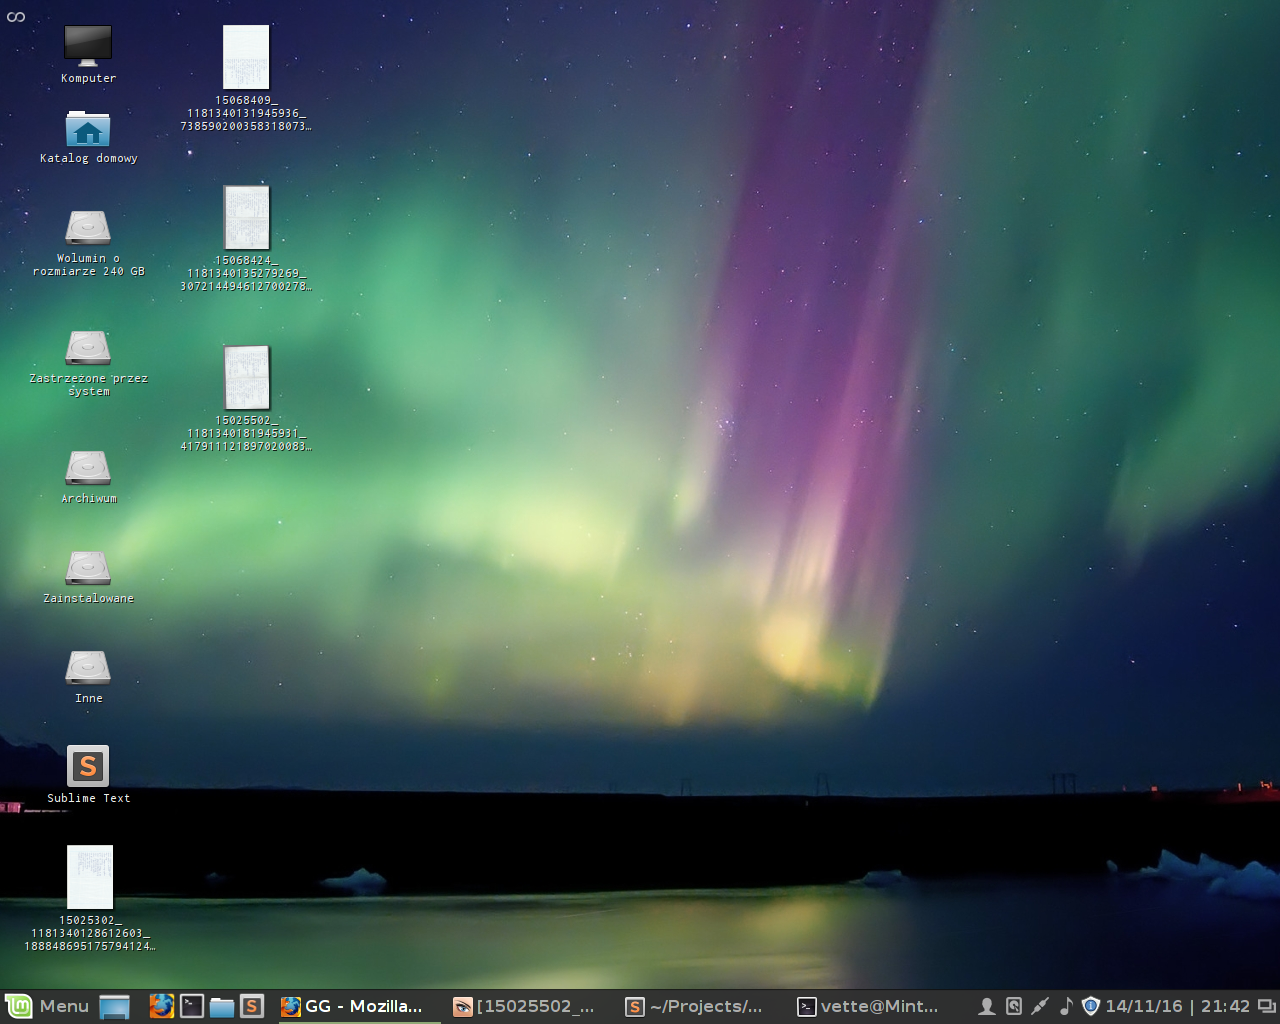 Komputer
Katalog domowy
Wolumin o
rozmiarze 240 GB
Zastrzeżone przez
system
Archiwum
Zainstalowane
Inne
Sublime Text
15025302_
1181340128612603_
188848695175794124…
15068409_
1181340131945936_
738590200358318073…
15068424_
1181340135279269_
307214494612700278…
15025502_
1181340181945931_
417911121897020083…
Menu
GG - Mozilla...
[15025502_...
~/Projects/...
vette@Mint...
14/11/16 | 21:42